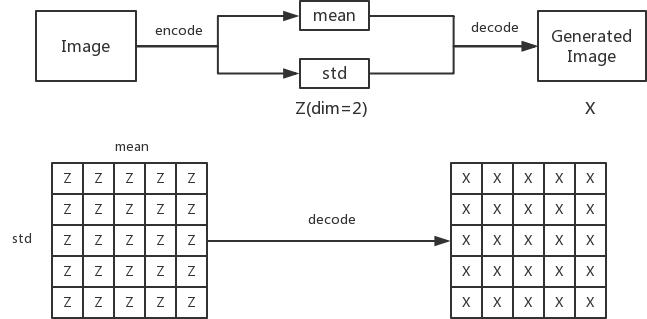 Image
encode
mean
std
Z(dim=2)
decode
Generated
Image
X
mean
std
Z Z Z Z Z
Z Z Z Z Z
Z Z Z Z Z
Z Z Z Z Z
Z Z Z Z Z
decode
X X X X X
X X X X X
X X X X X
X X X X X
X X X X X